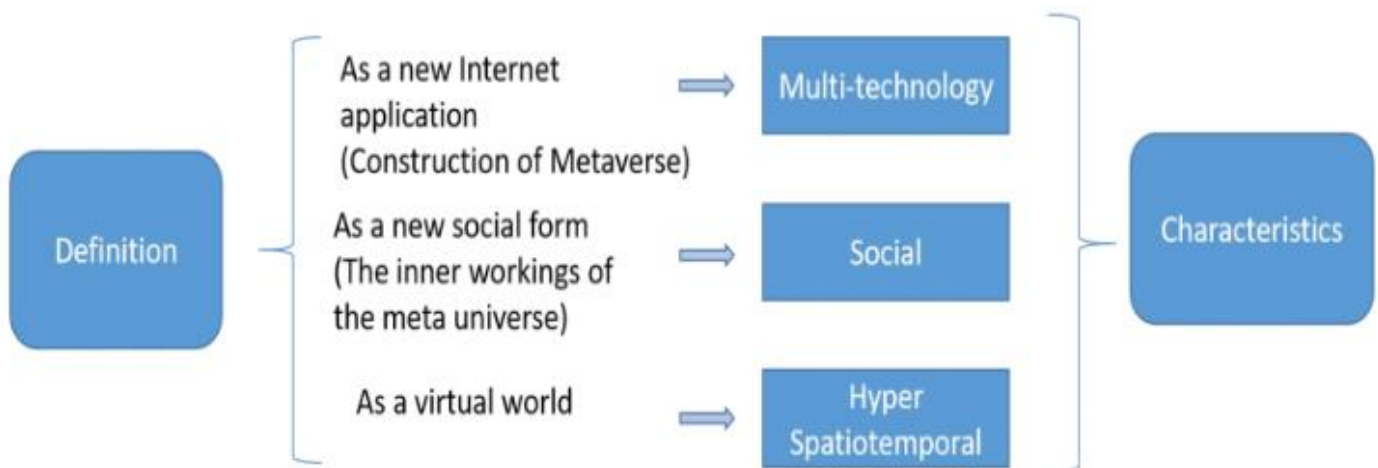 Definition
As a new Internet
application
(Construction of Metaverse)
As a new social form
(The inner workings of
the meta universe)
As a virtual world
Multi-technology
Social
Hyper
Spatiotemporal
Characteristics